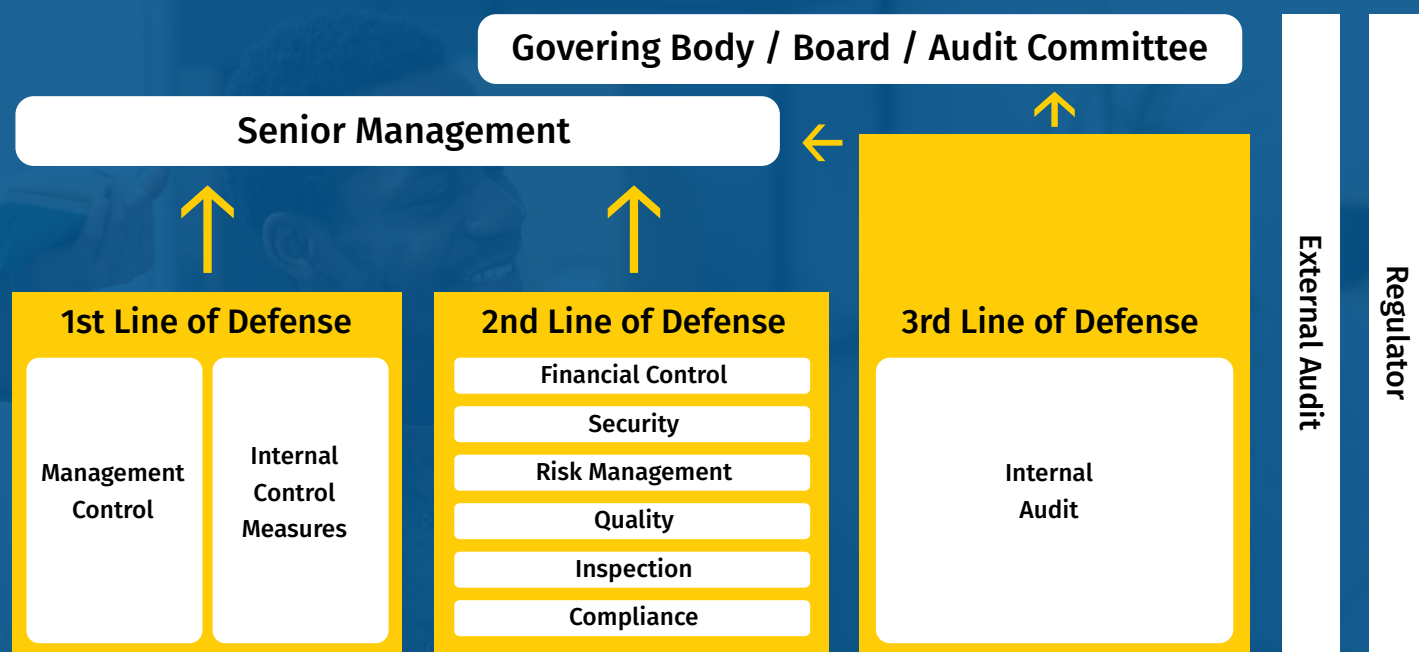 Govering Body / Board / Audit Committee
Senior Management
1st Line of Defense
Management
Control
Internal
Control
Measures
2nd Line of Defense
Financial Control
Security
Risk Management
Quality
Inspection
Compliance
3rd Line of Defense
Internal
Audit
External Audit
Regulator